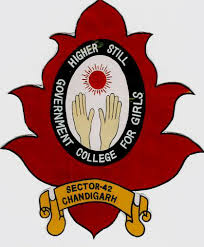 HIGHER STILL
GOVERNMENT COLLEGE FOR GIRLS
SECTOR-42
CHANDIGARH